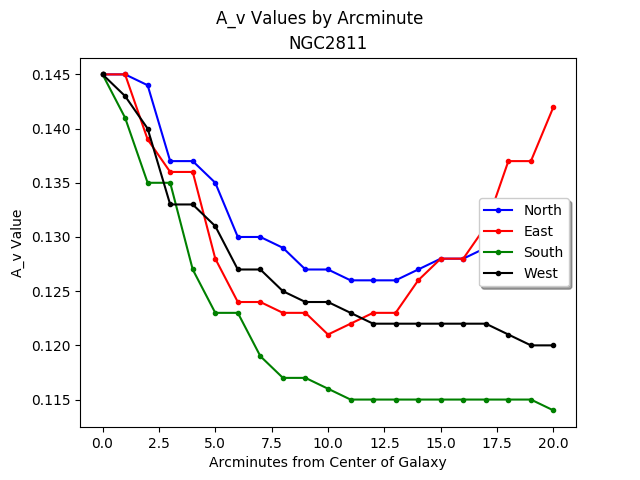 A_v Values by Arcminute
NGC2811
0.145
0.140
0.135
0.130
0.125
0.120
0.115
A_v Value
North
East
South
West
0.0 2.5 5.0 7.5 10.0 12.5 15.0 17.5 20.0
Arcminutes from Center of Galaxy